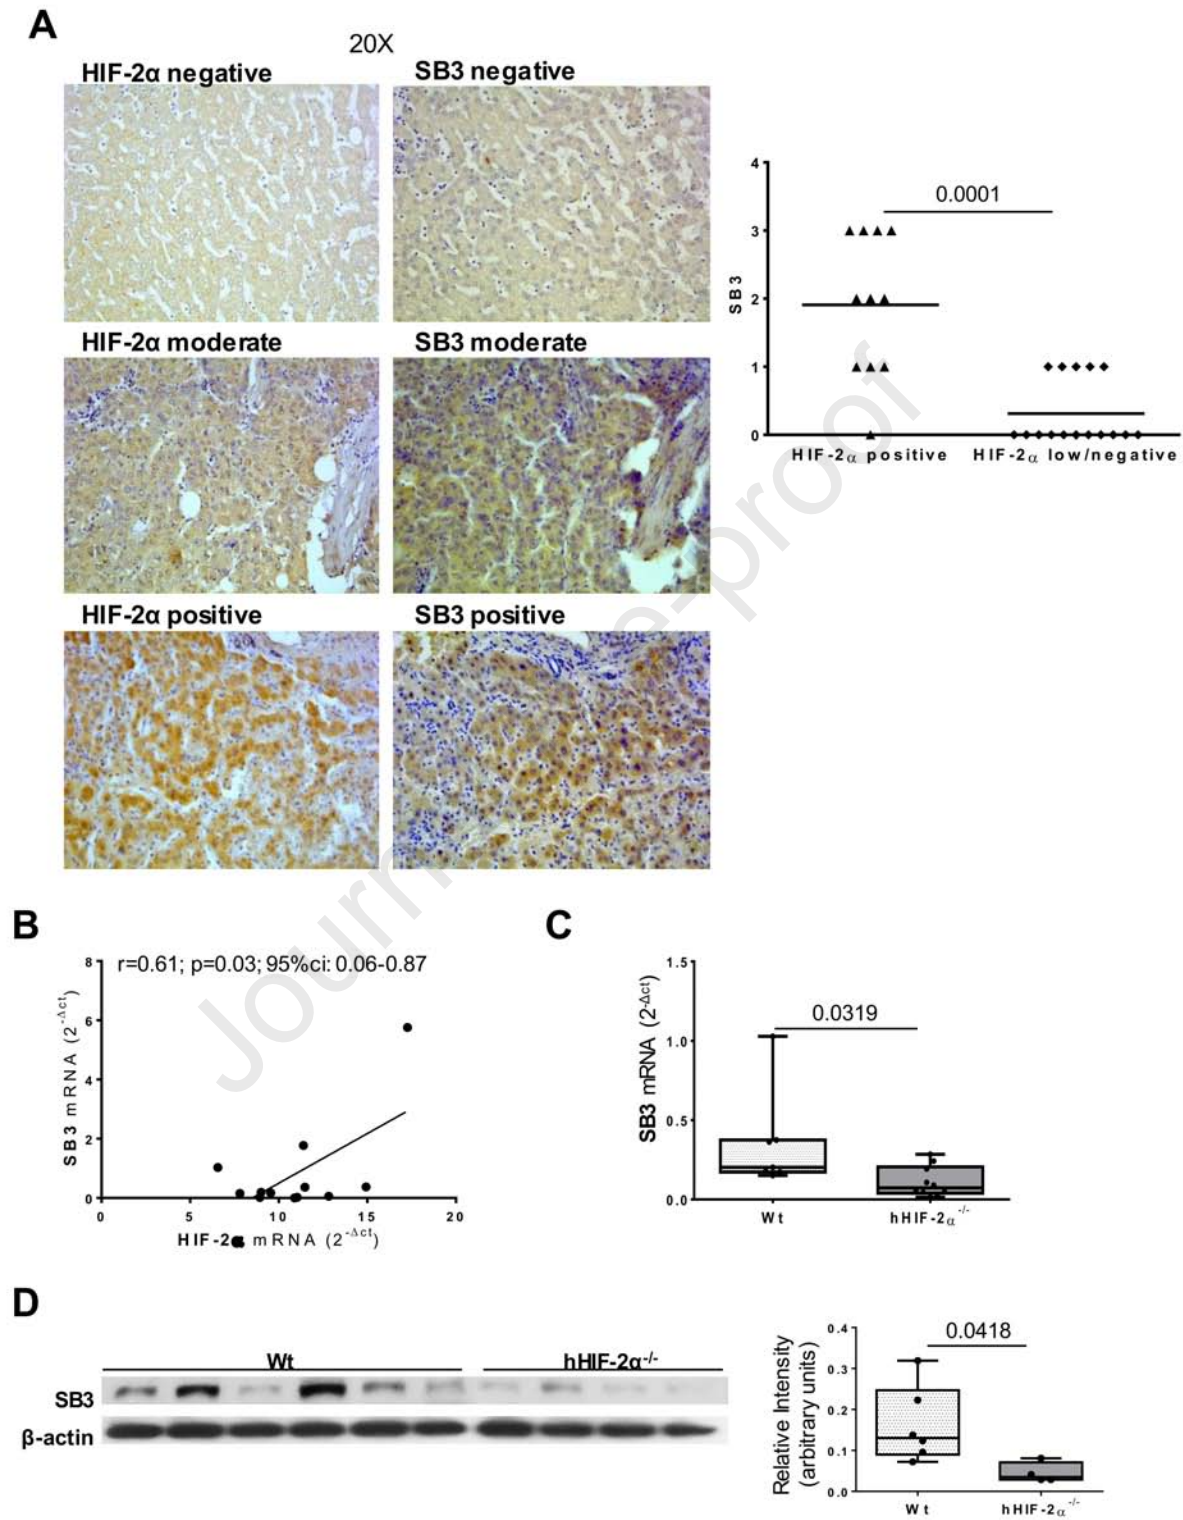 A
20X
HIF-2α negative
SB3 negative
HIF-2α moderate
SB3 moderate
HIF-2α positive
SB3 positive
4
3
2
1
0
SB3
0.0001
HIF-2α positive
HIF-2α low/negative
Journal Pre-proof
B
r=0.61; p=0.03; 95%ci: 0.06-0.87
8
6
4
2
0
SB3 mRNA (2^-Δct)
0
5
10
15
20
HIF-2α mRNA (2^-Δct)
C
1.5
1.0
0.5
0.0
SB3 mRNA (2^-Δct)
0.0319
Wt
hHIF-2α^-/-
D
Wt
hHIF-2α^-/-
SB3
β-actin
0.4
0.3
0.2
0.1
0.0
Relative Intensity
(arbitrary units)
0.0418
Wt
hHIF-2α^-/-